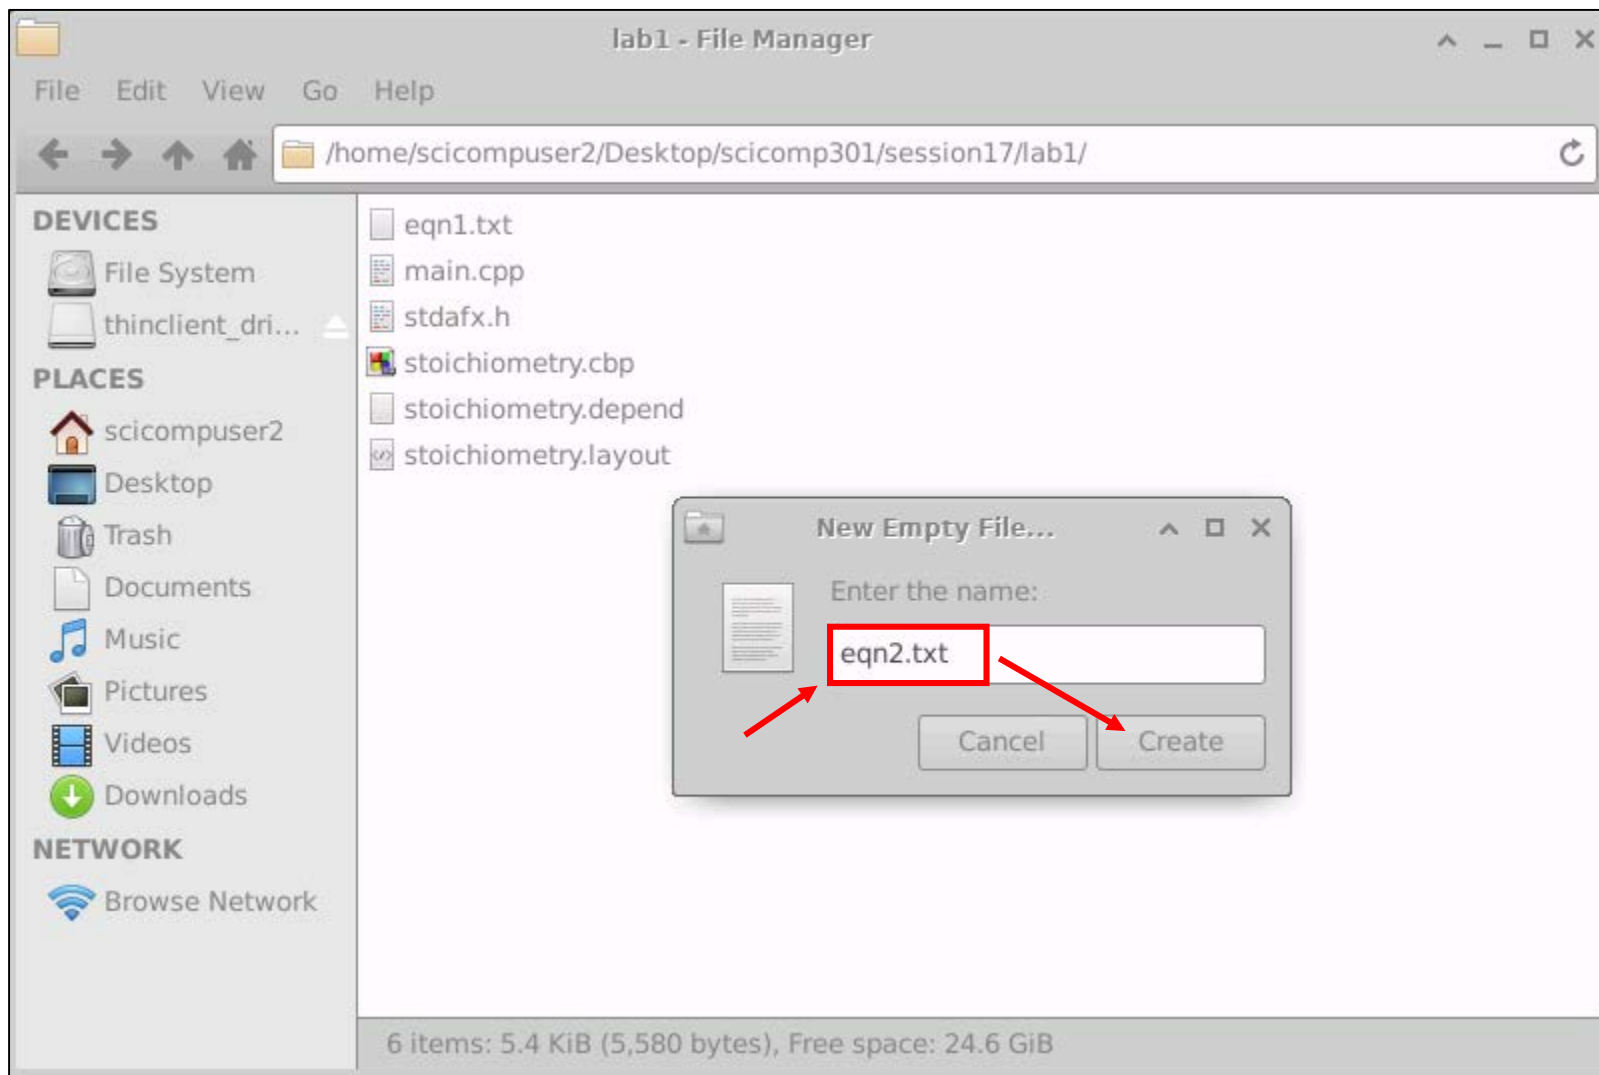 lab1 - File Manager
File Edit View Go Help
/home/scicompuser2/Desktop/scicomp301/session17/lab1/
DEVICES
File System
thinclient_dri...
PLACES
scicompuser2
Desktop
Trash
Documents
Music
Pictures
Videos
Downloads
NETWORK
Browse Network
eqn1.txt
main.cpp
stdafx.h
stoichiometry.cbp
stoichiometry.depend
stoichiometry.layout
New Empty File...
Enter the name:
eqn2.txt
Cancel Create
6 items: 5.4 KiB (5,580 bytes), Free space: 24.6 GiB